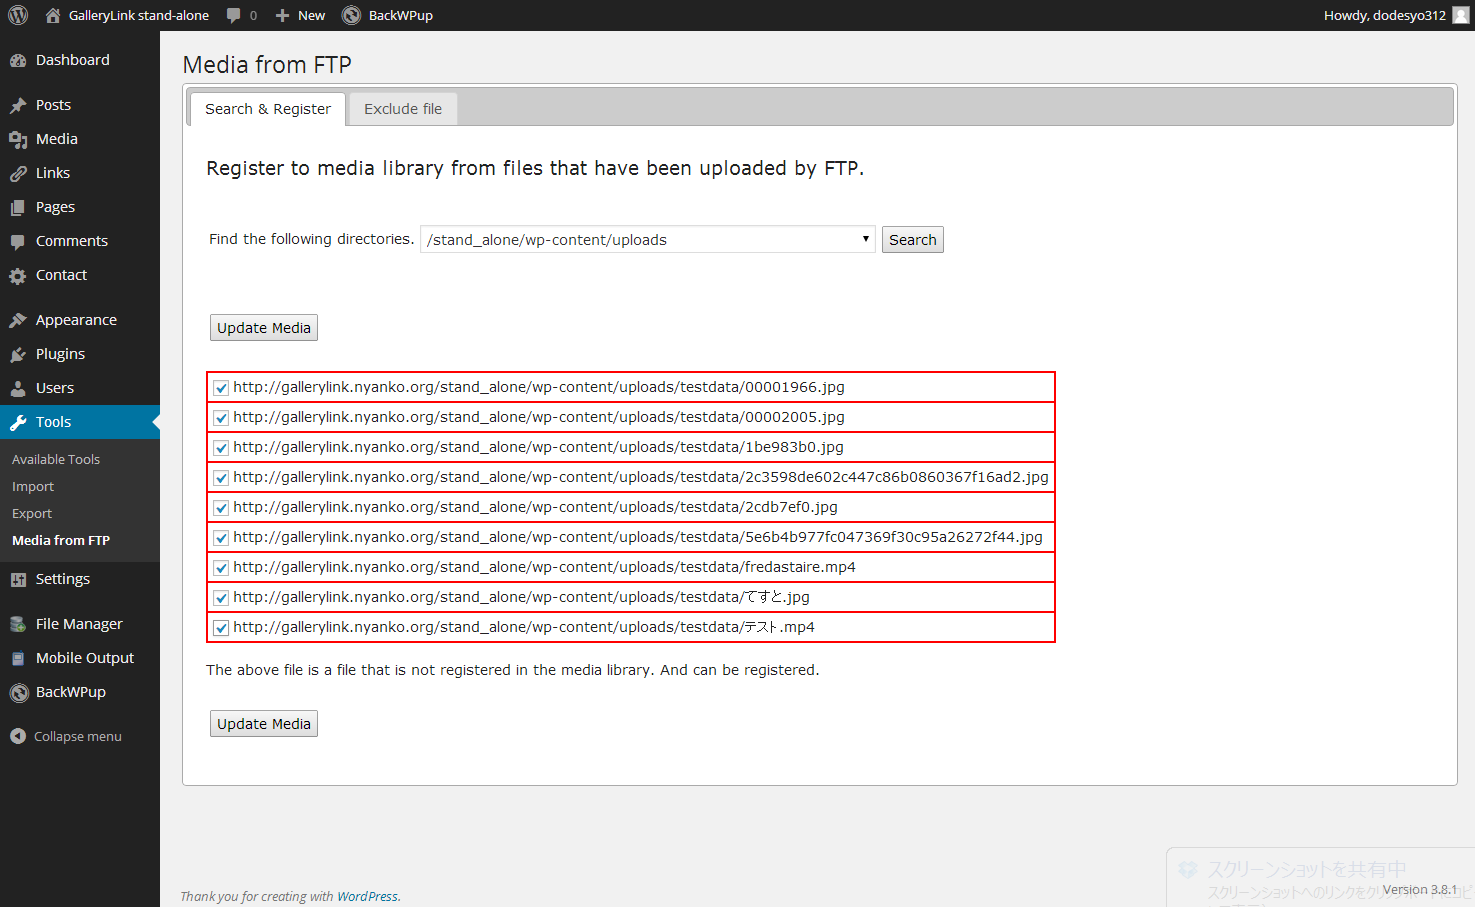 GalleryLink stand-alone 0 New BackWPup Howdy, dodesyo312
Dashboard
Posts
Media
Links
Pages
Comments
Contact
Appearance
Plugins
Users
Tools
Available Tools
Import
Export
Media from FTP
Settings
File Manager
Mobile Output
BackWPup
Collapse menu
Media from FTP
Search & Register Exclude file
Register to media library from files that have been uploaded by FTP.
Find the following directories. /stand_alone/wp-content/uploads Search
Update Media
http://gallerylink.nyanko.org/stand_alone/wp-content/uploads/testdata/00001966.jpg
http://gallerylink.nyanko.org/stand_alone/wp-content/uploads/testdata/00002005.jpg
http://gallerylink.nyanko.org/stand_alone/wp-content/uploads/testdata/1be983b0.jpg
http://gallerylink.nyanko.org/stand_alone/wp-content/uploads/testdata/2c3598de602c447c86b0860367f16ad2.jpg
http://gallerylink.nyanko.org/stand_alone/wp-content/uploads/testdata/2cdb7ef0.jpg
http://gallerylink.nyanko.org/stand_alone/wp-content/uploads/testdata/5e6b4b977fc047369f30c95a26272f44.jpg
http://gallerylink.nyanko.org/stand_alone/wp-content/uploads/testdata/fredastaire.mp4
http://gallerylink.nyanko.org/stand_alone/wp-content/uploads/testdata/てすと.jpg
http://gallerylink.nyanko.org/stand_alone/wp-content/uploads/testdata/テスト.mp4
The above file is a file that is not registered in the media library. And can be registered.
Update Media
スクリーンショットを共有中
スクリーンショットへのリンクをクリップボードにコピ
Thank you for creating with WordPress. Version 3.8.1